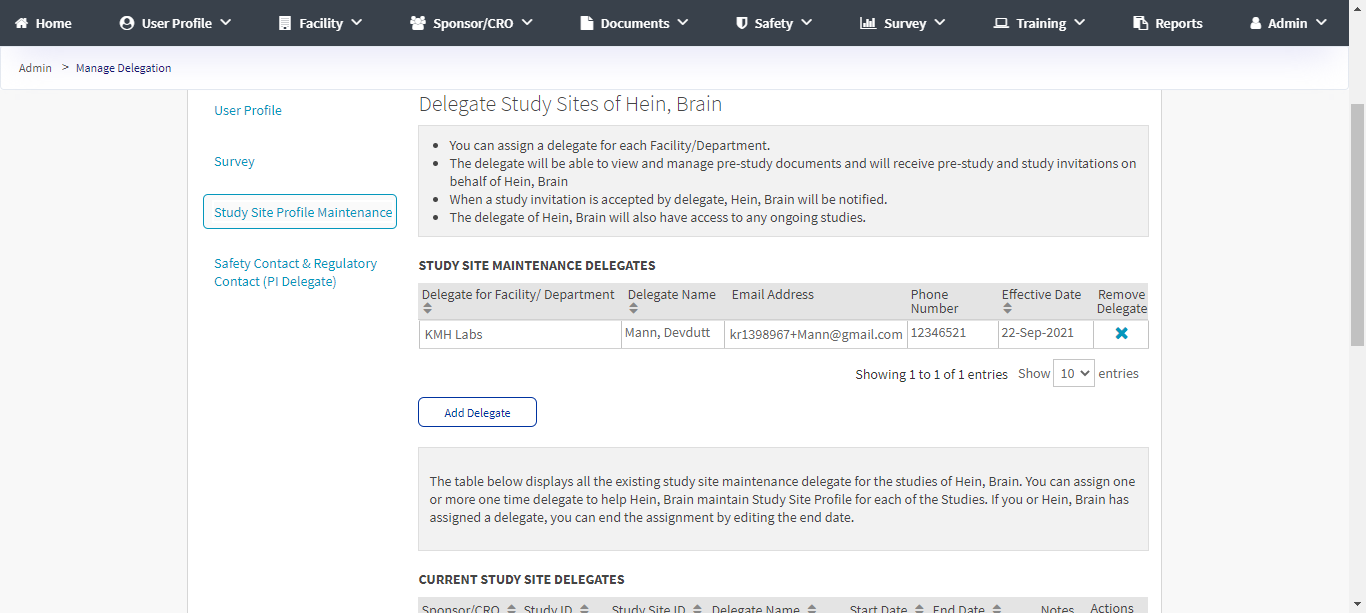 Home User Profile Facility Sponsor/CRO Documents Safety Survey Training Reports Admin
Admin > Manage Delegation
User Profile
Survey
Study Site Profile Maintenance
Safety Contact & Regulatory
Contact (PI Delegate)
Delegate Study Sites of Hein, Brain
• You can assign a delegate for each Facility/Department.
• The delegate will be able to view and manage pre-study documents and will receive pre-study and study invitations on
behalf of Hein, Brain
• When a study invitation is accepted by delegate, Hein, Brain will be notified.
• The delegate of Hein, Brain will also have access to any ongoing studies.
STUDY SITE MAINTENANCE DELEGATES
Delegate for Facility/ Department Delegate Name Email Address Phone Effective Date Remove
Number Delegate
KMH Labs Mann, Devdutt kr1398967+Mann@gmail.com 12346521 22-Sep-2021
Showing 1 to 1 of 1 entries Show 10 entries
Add Delegate
The table below displays all the existing study site maintenance delegate for the studies of Hein, Brain. You can assign one
or more one time delegate to help Hein, Brain maintain Study Site Profile for each of the Studies. If you or Hein, Brain has
assigned a delegate, you can end the assignment by editing the end date.
CURRENT STUDY SITE DELEGATES
Sponsor/CRO Study ID Study Site ID Delegate Name Start Date End Date Notes Actions